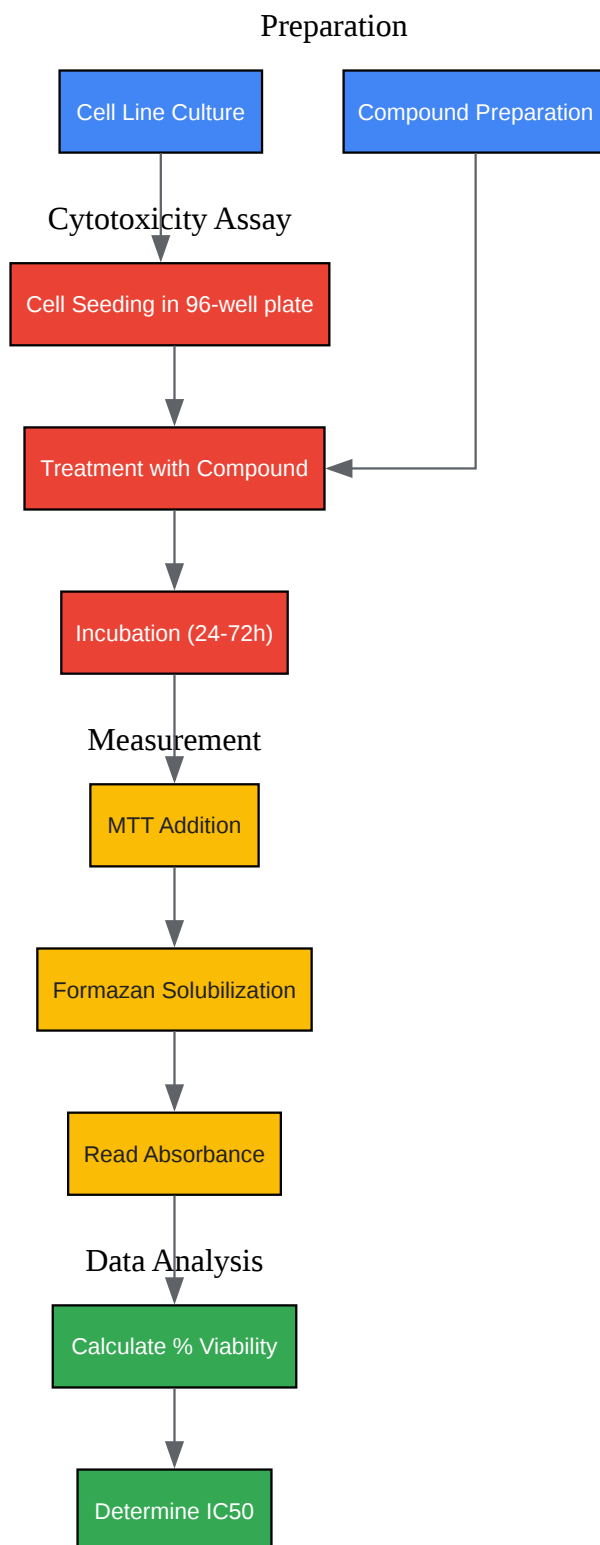 Preparation
Cell Line Culture
Compound Preparation
Cytotoxicity Assay
Cell Seeding in 96-well plate
Treatment with Compound
Incubation (24-72h)
Measurement
MTT Addition
Formazan Solubilization
Read Absorbance
Data Analysis
Calculate % Viability
Determine IC50